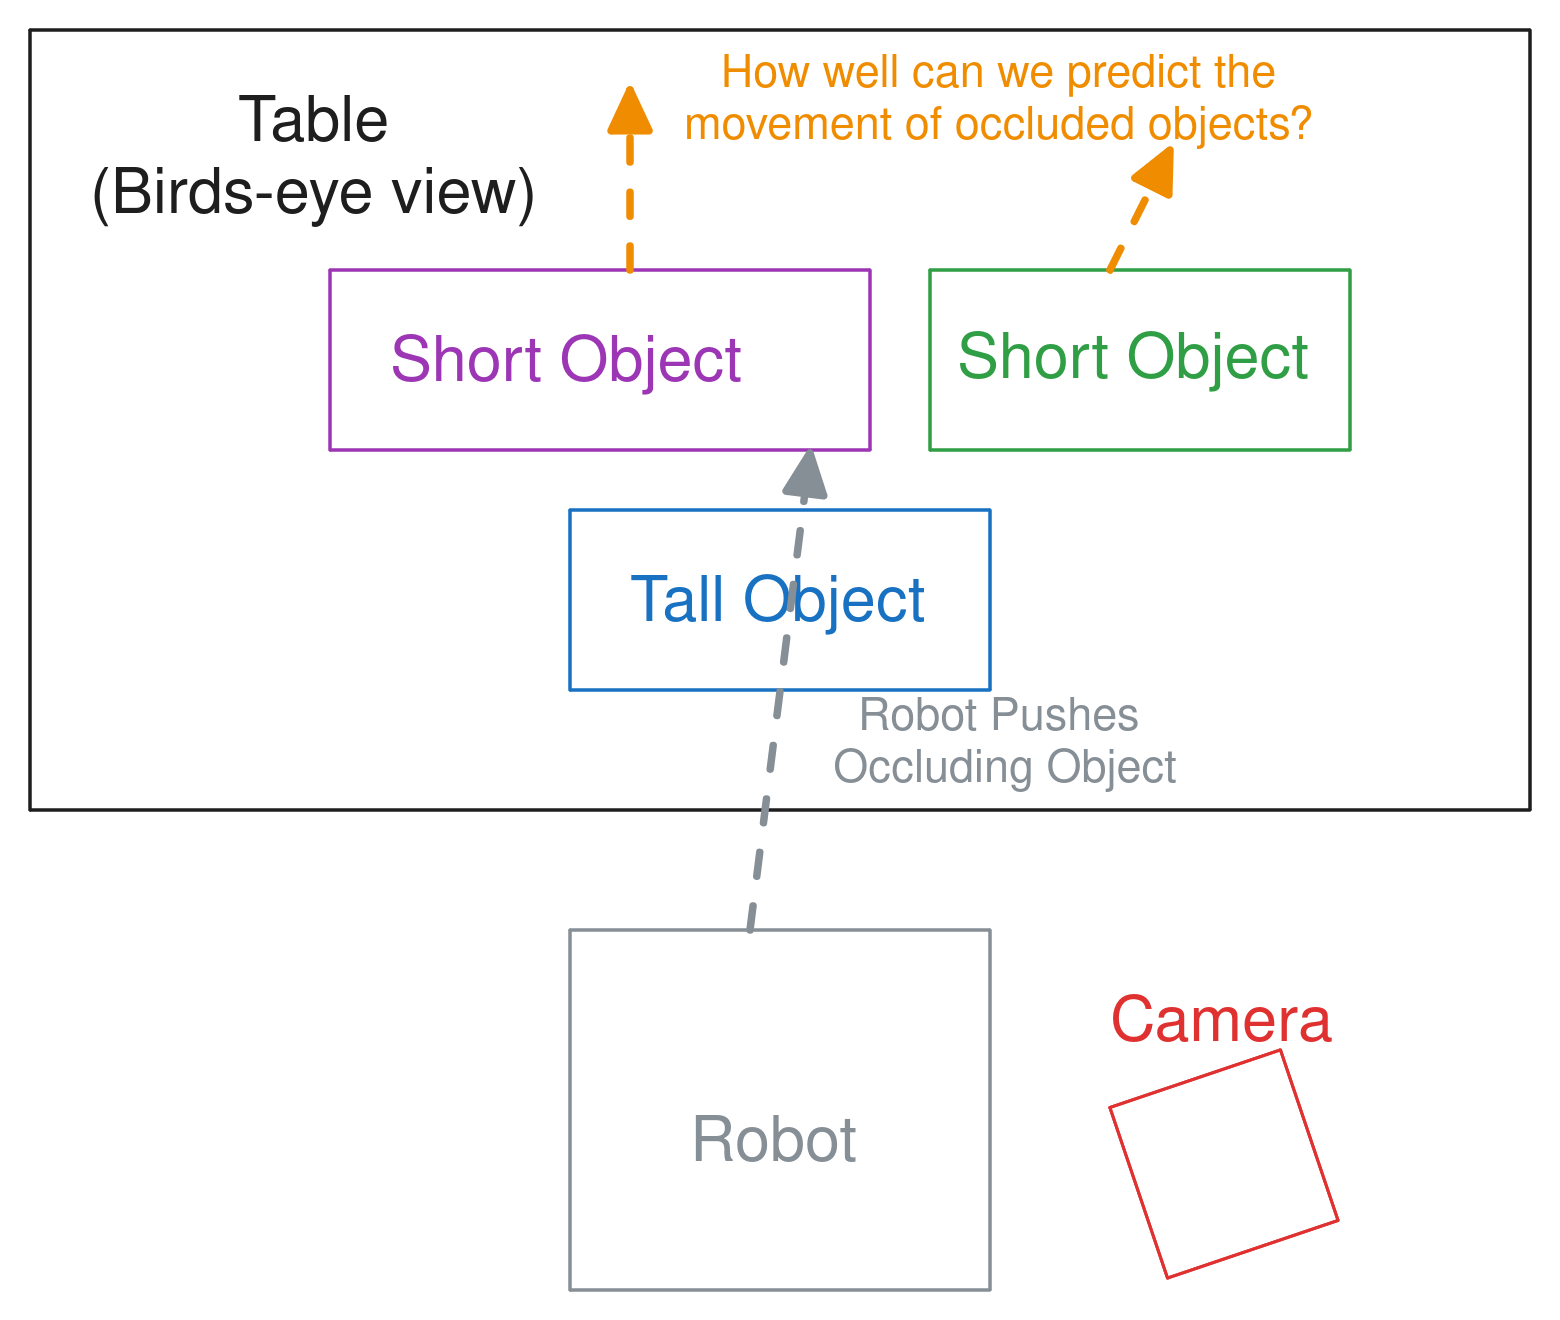 How well can we predict the
movement of occluded objects?
Table
(Birds-eye view)
Short Object
Short Object
Tall Object
Robot Pushes
Occluding Object
Camera
Robot